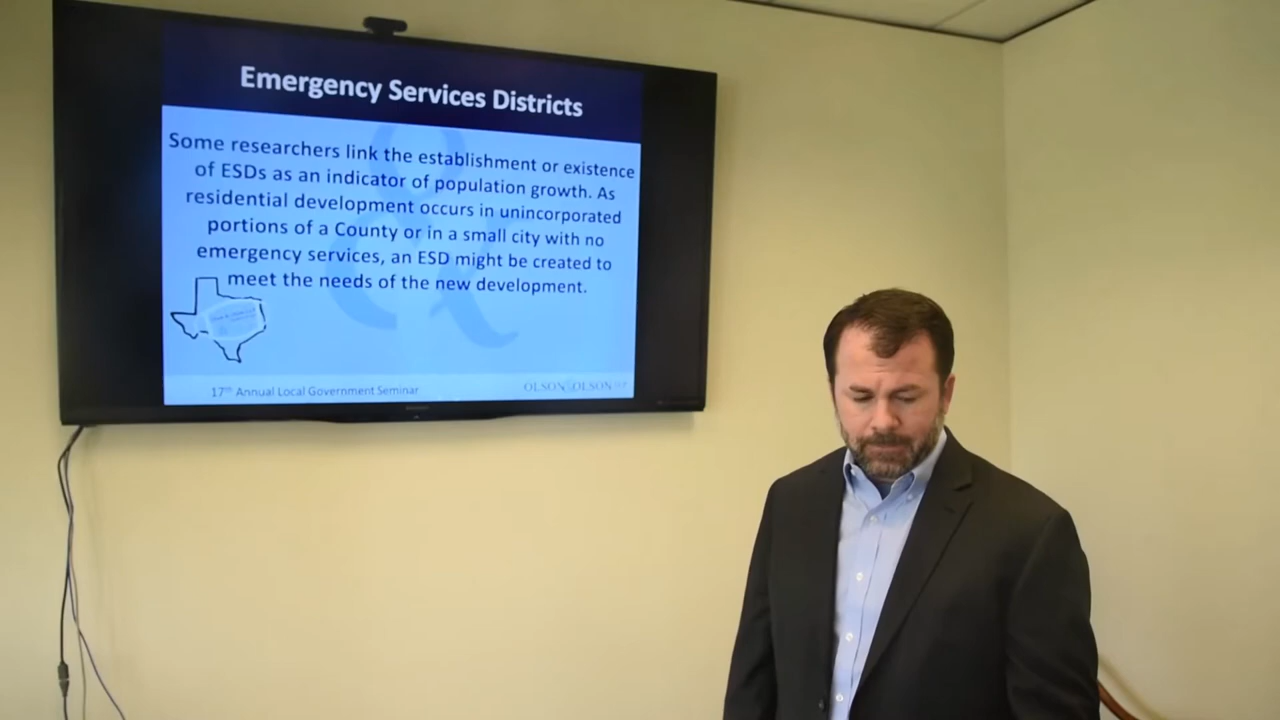 Emergency Services Districts
Some researchers link the establishment or existence
of ESDs as an indicator of population growth. As
residential development occurs in unincorporated
portions of a County or in a small city with no
emergency services, an ESD might be created to
meet the needs of the new development.
17th Annual Local Government Seminar
OLSON & OLSON LLP